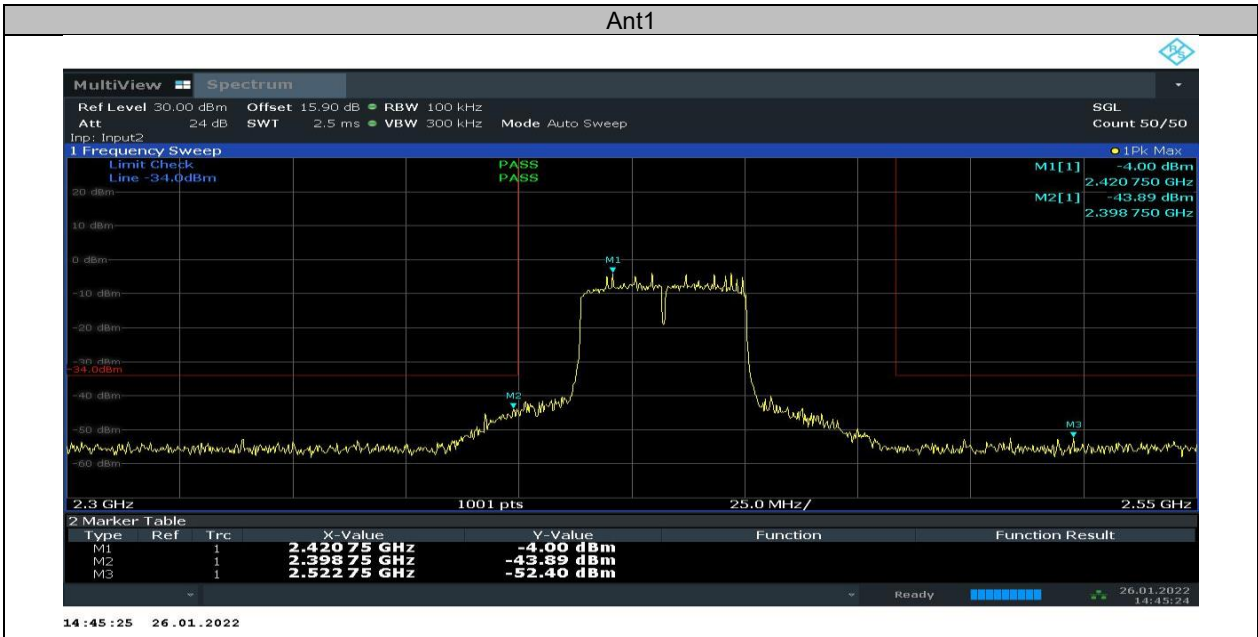 Ant1
R&S
MultiView Spectrum
Ref Level 30.00 dBm Offset 15.90 dB RBW 100 kHz SGL
Att 24 dB SWT 2.5 ms VBW 300 kHz Mode Auto Sweep Count 50/50
Inp: Input2
1 Frequency Sweep 1Pk Max
Limit Check PASS M1[1] -4.00 dBm
Line -34.0dBm PASS 2.420 750 GHz
20 dBm M2[1] -43.89 dBm
2.398 750 GHz
10 dBm
0 dBm
M1
-10 dBm
-20 dBm
-30 dBm
-34.0dBm
-40 dBm
M2
-50 dBm
M3
-60 dBm
2.3 GHz 1001 pts 25.0 MHz/ 2.55 GHz
2 Marker Table
Type Ref Trc X-Value Y-Value Function Function Result
M1 1 2.420 75 GHz -4.00 dBm
M2 1 2.398 75 GHz -43.89 dBm
M3 1 2.522 75 GHz -52.40 dBm
Ready 26.01.2022
14:45:24
14:45:25 26.01.2022